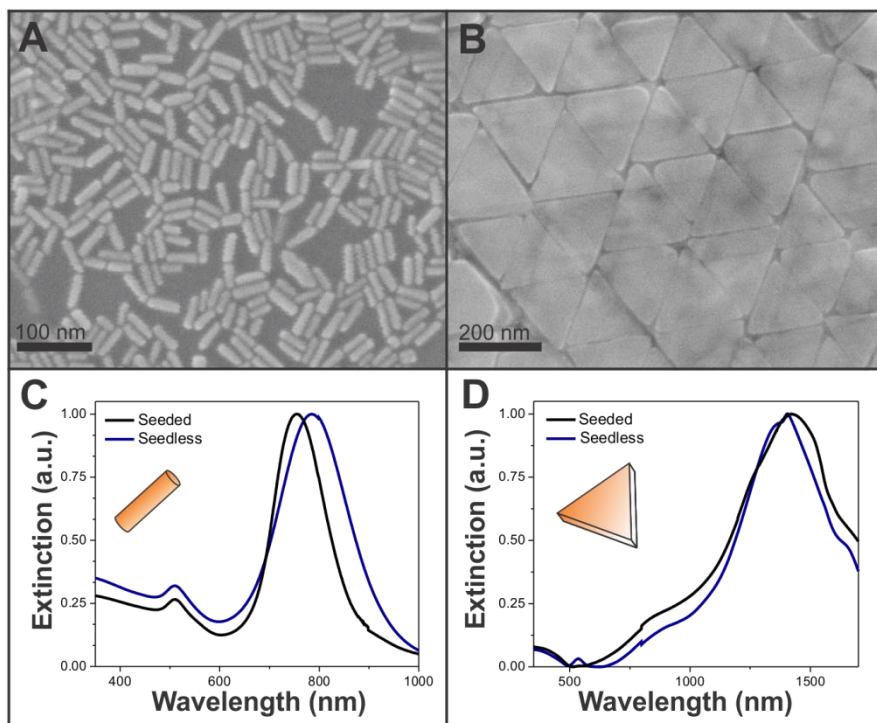 A
100 nm
B
200 nm
C
Seeded
Seedless
Extinction (a.u.)
1.00
0.75
0.50
0.25
0.00
400
600
800
1000
Wavelength (nm)
D
Seeded
Seedless
Extinction (a.u.)
1.00
0.75
0.50
0.25
0.00
500
1000
1500
Wavelength (nm)